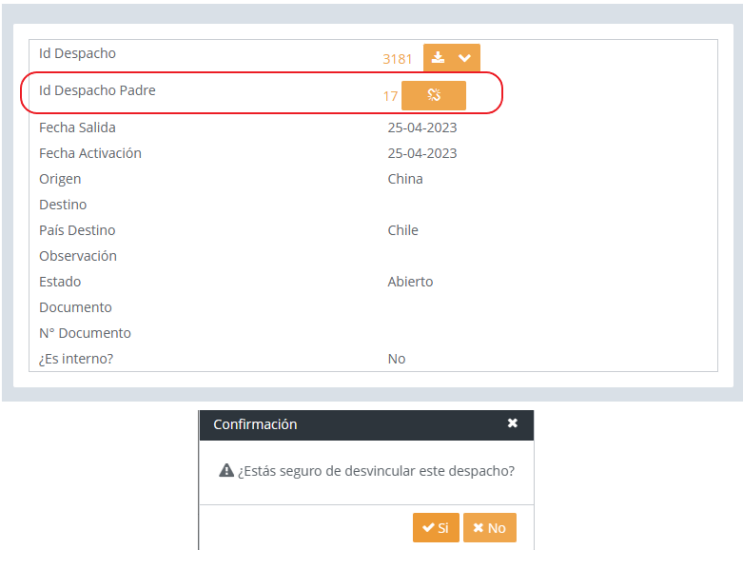 Id Despacho 3181
Id Despacho Padre 17
Fecha Salida 25-04-2023
Fecha Activación 25-04-2023
Origen China
Destino
País Destino Chile
Observación
Estado Abierto
Documento
N° Documento
¿Es interno? No
Confirmación
¿Estás seguro de desvincular este despacho?
Si No